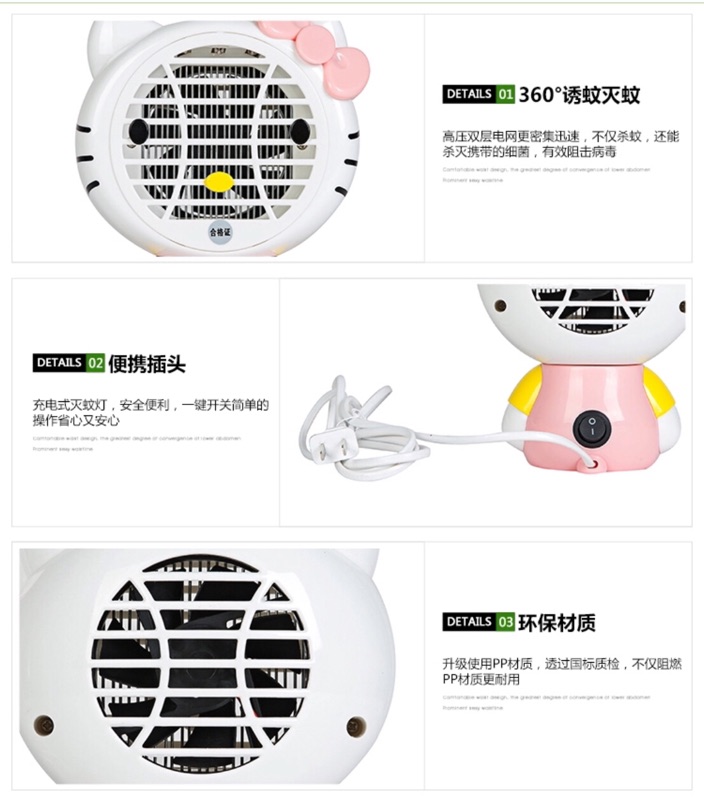 DETAILS 01 360°诱蚊灭蚊
高压双层电网更密集迅速，不仅杀蚊，还能
杀灭携带的细菌，有效阻击病毒
Comfortable waist design, the greatest degree of convergence of lower abdomen
Prominent sexy waistline
合格证
DETAILS 02 便携插头
充电式灭蚊灯，安全便利，一键开关简单的
操作省心又安心
Comfortable waist design, the greatest degree of convergence of lower abdomen
Prominent sexy waistline
DETAILS 03 环保材质
升级使用PP材质，透过国标质检，不仅阻燃
PP材质更耐用
Comfortable waist design, the greatest degree of convergence of lower abdomen
Prominent sexy waistline